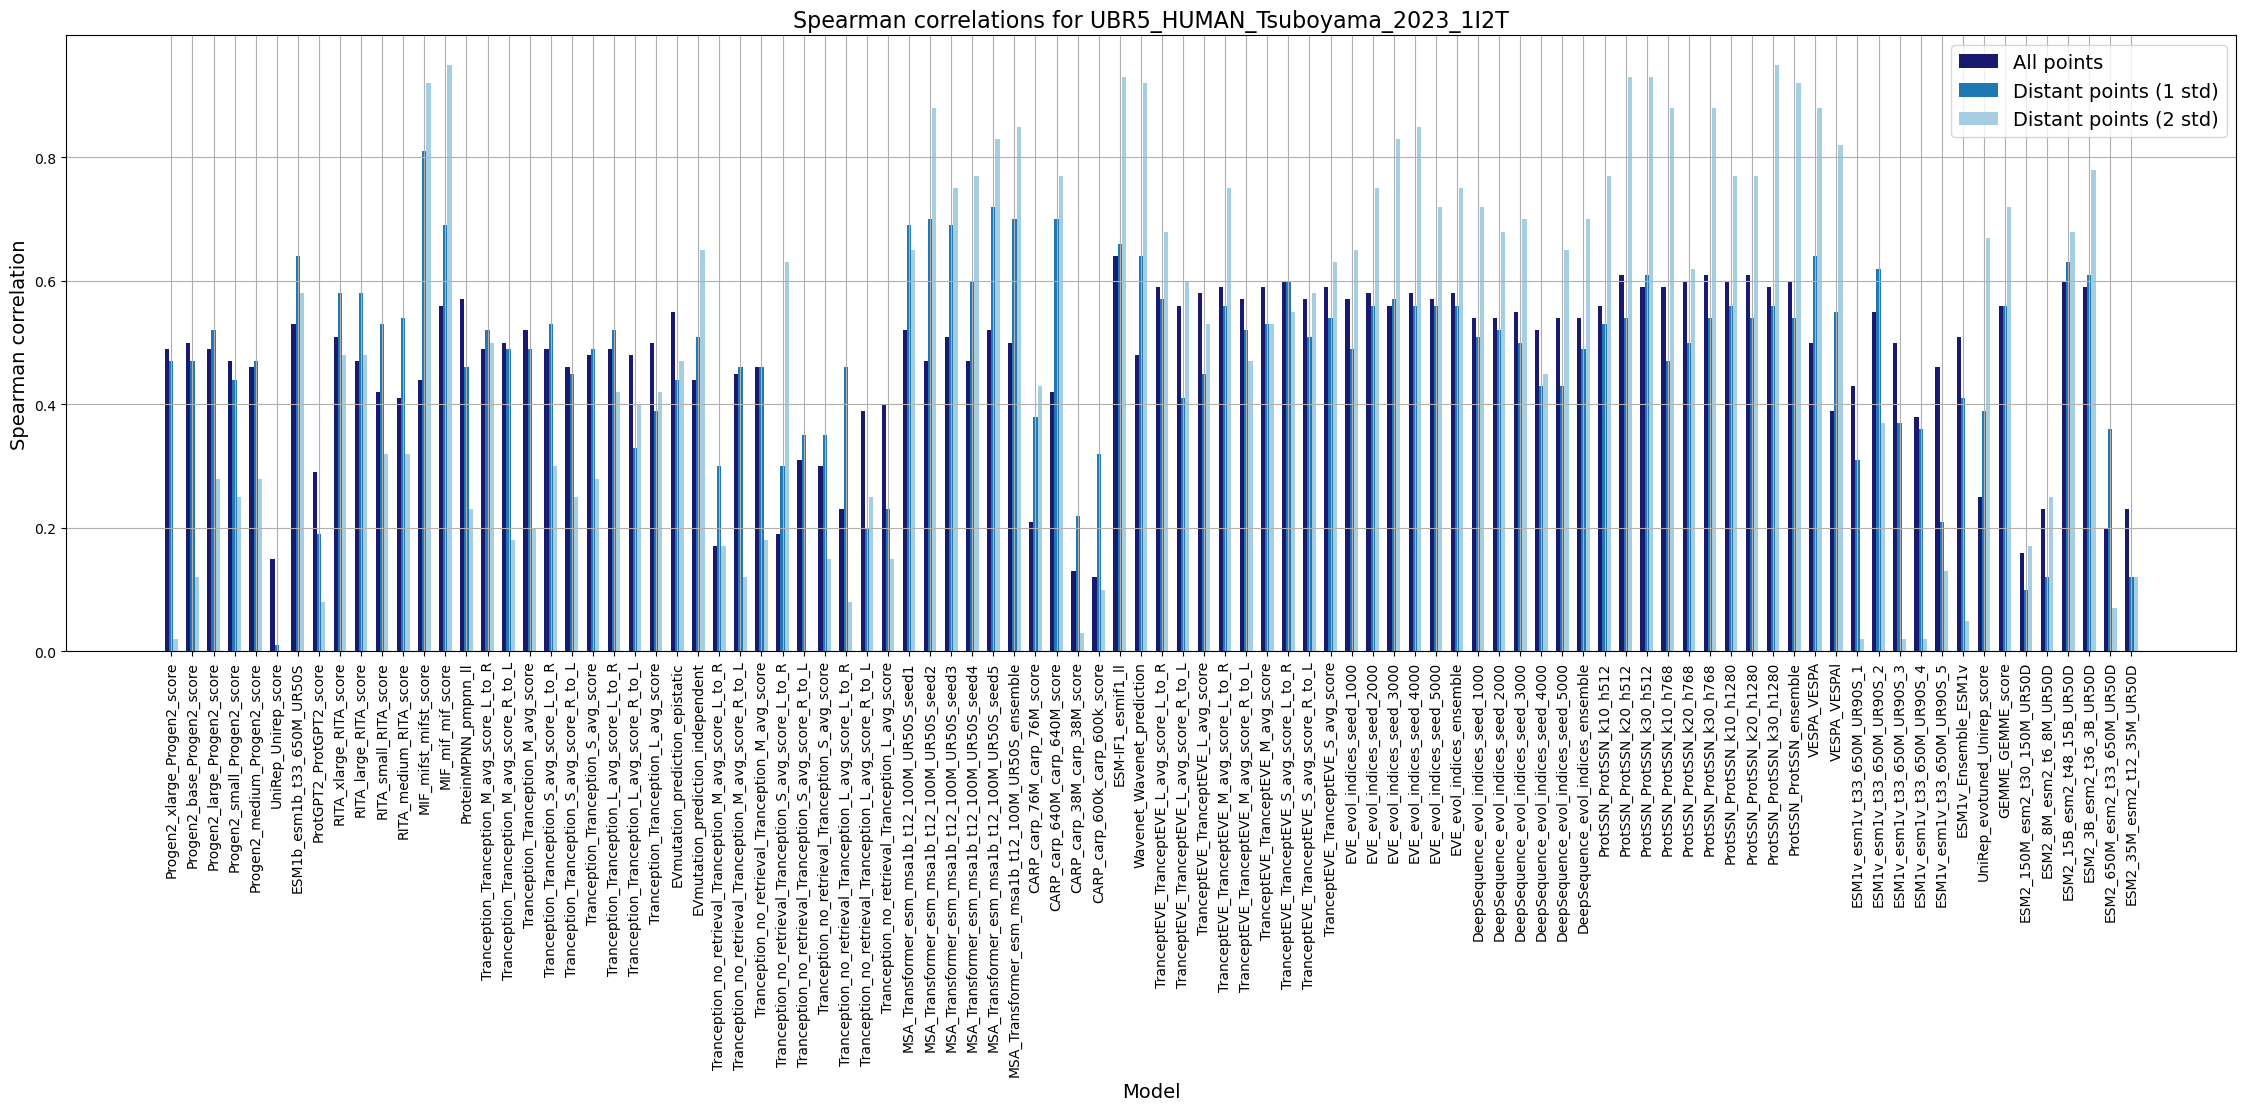 Spearman correlations for UBR5_HUMAN_Tsuboyama_2023_1I2T
All points
Distant points (1 std)
Distant points (2 std)
Spearman correlation
0.8
0.6
0.4
0.2
0.0
Progen2_xlarge_Progen2_score
Progen2_base_Progen2_score
Progen2_large_Progen2_score
Progen2_small_Progen2_score
Progen2_medium_Progen2_score
UniRep_Unirep_score
ESM1b_esm1b_t33_650M_UR50S
ProtGPT2_ProtGPT2_score
RITA_xlarge_RITA_score
RITA_large_RITA_score
RITA_small_RITA_score
RITA_medium_RITA_score
MIF_mifst_mifst_score
MIF_mif_mif_score
ProteinMPNN_pmpnn_ll
Tranception_Tranception_M_avg_score_L_to_R
Tranception_Tranception_M_avg_score_R_to_L
Tranception_Tranception_M_avg_score
Tranception_Tranception_S_avg_score_L_to_R
Tranception_Tranception_S_avg_score_R_to_L
Tranception_Tranception_S_avg_score
Tranception_Tranception_L_avg_score_L_to_R
Tranception_Tranception_L_avg_score_R_to_L
Tranception_Tranception_L_avg_score
EVmutation_prediction_epistatic
EVmutation_prediction_independent
Tranception_no_retrieval_Tranception_M_avg_score_L_to_R
Tranception_no_retrieval_Tranception_M_avg_score_R_to_L
Tranception_no_retrieval_Tranception_M_avg_score
Tranception_no_retrieval_Tranception_S_avg_score_L_to_R
Tranception_no_retrieval_Tranception_S_avg_score_R_to_L
Tranception_no_retrieval_Tranception_S_avg_score
Tranception_no_retrieval_Tranception_L_avg_score_L_to_R
Tranception_no_retrieval_Tranception_L_avg_score_R_to_L
Tranception_no_retrieval_Tranception_L_avg_score
MSA_Transformer_esm_msa1b_t12_100M_UR50S_seed1
MSA_Transformer_esm_msa1b_t12_100M_UR50S_seed2
MSA_Transformer_esm_msa1b_t12_100M_UR50S_seed3
MSA_Transformer_esm_msa1b_t12_100M_UR50S_seed4
MSA_Transformer_esm_msa1b_t12_100M_UR50S_seed5
MSA_Transformer_esm_msa1b_t12_100M_UR50S_ensemble
CARP_carp_76M_carp_76M_score
CARP_carp_640M_carp_640M_score
CARP_carp_38M_carp_38M_score
CARP_carp_600k_carp_600k_score
ESM-IF1_esmif1_ll
Wavenet_Wavenet_prediction
TranceptEVE_TranceptEVE_L_avg_score_L_to_R
TranceptEVE_TranceptEVE_L_avg_score_R_to_L
TranceptEVE_TranceptEVE_L_avg_score
TranceptEVE_TranceptEVE_M_avg_score_L_to_R
TranceptEVE_TranceptEVE_M_avg_score_R_to_L
TranceptEVE_TranceptEVE_M_avg_score
TranceptEVE_TranceptEVE_S_avg_score_L_to_R
TranceptEVE_TranceptEVE_S_avg_score_R_to_L
TranceptEVE_TranceptEVE_S_avg_score
EVE_evol_indices_seed_1000
EVE_evol_indices_seed_2000
EVE_evol_indices_seed_3000
EVE_evol_indices_seed_4000
EVE_evol_indices_seed_5000
EVE_evol_indices_ensemble
DeepSequence_evol_indices_seed_1000
DeepSequence_evol_indices_seed_2000
DeepSequence_evol_indices_seed_3000
DeepSequence_evol_indices_seed_4000
DeepSequence_evol_indices_seed_5000
DeepSequence_evol_indices_ensemble
ProtSSN_ProtSSN_k10_h512
ProtSSN_ProtSSN_k20_h512
ProtSSN_ProtSSN_k30_h512
ProtSSN_ProtSSN_k10_h768
ProtSSN_ProtSSN_k20_h768
ProtSSN_ProtSSN_k30_h768
ProtSSN_ProtSSN_k10_h1280
ProtSSN_ProtSSN_k20_h1280
ProtSSN_ProtSSN_k30_h1280
ProtSSN_ProtSSN_ensemble
VESPA_VESPA
VESPA_VESPAl
ESM1v_esm1v_t33_650M_UR90S_1
ESM1v_esm1v_t33_650M_UR90S_2
ESM1v_esm1v_t33_650M_UR90S_3
ESM1v_esm1v_t33_650M_UR90S_4
ESM1v_esm1v_t33_650M_UR90S_5
ESM1v_Ensemble_ESM1v
UniRep_evotuned_Unirep_score
GEMME_GEMME_score
ESM2_150M_esm2_t30_150M_UR50D
ESM2_8M_esm2_t6_8M_UR50D
ESM2_15B_esm2_t48_15B_UR50D
ESM2_3B_esm2_t36_3B_UR50D
ESM2_650M_esm2_t33_650M_UR50D
ESM2_35M_esm2_t12_35M_UR50D
Model